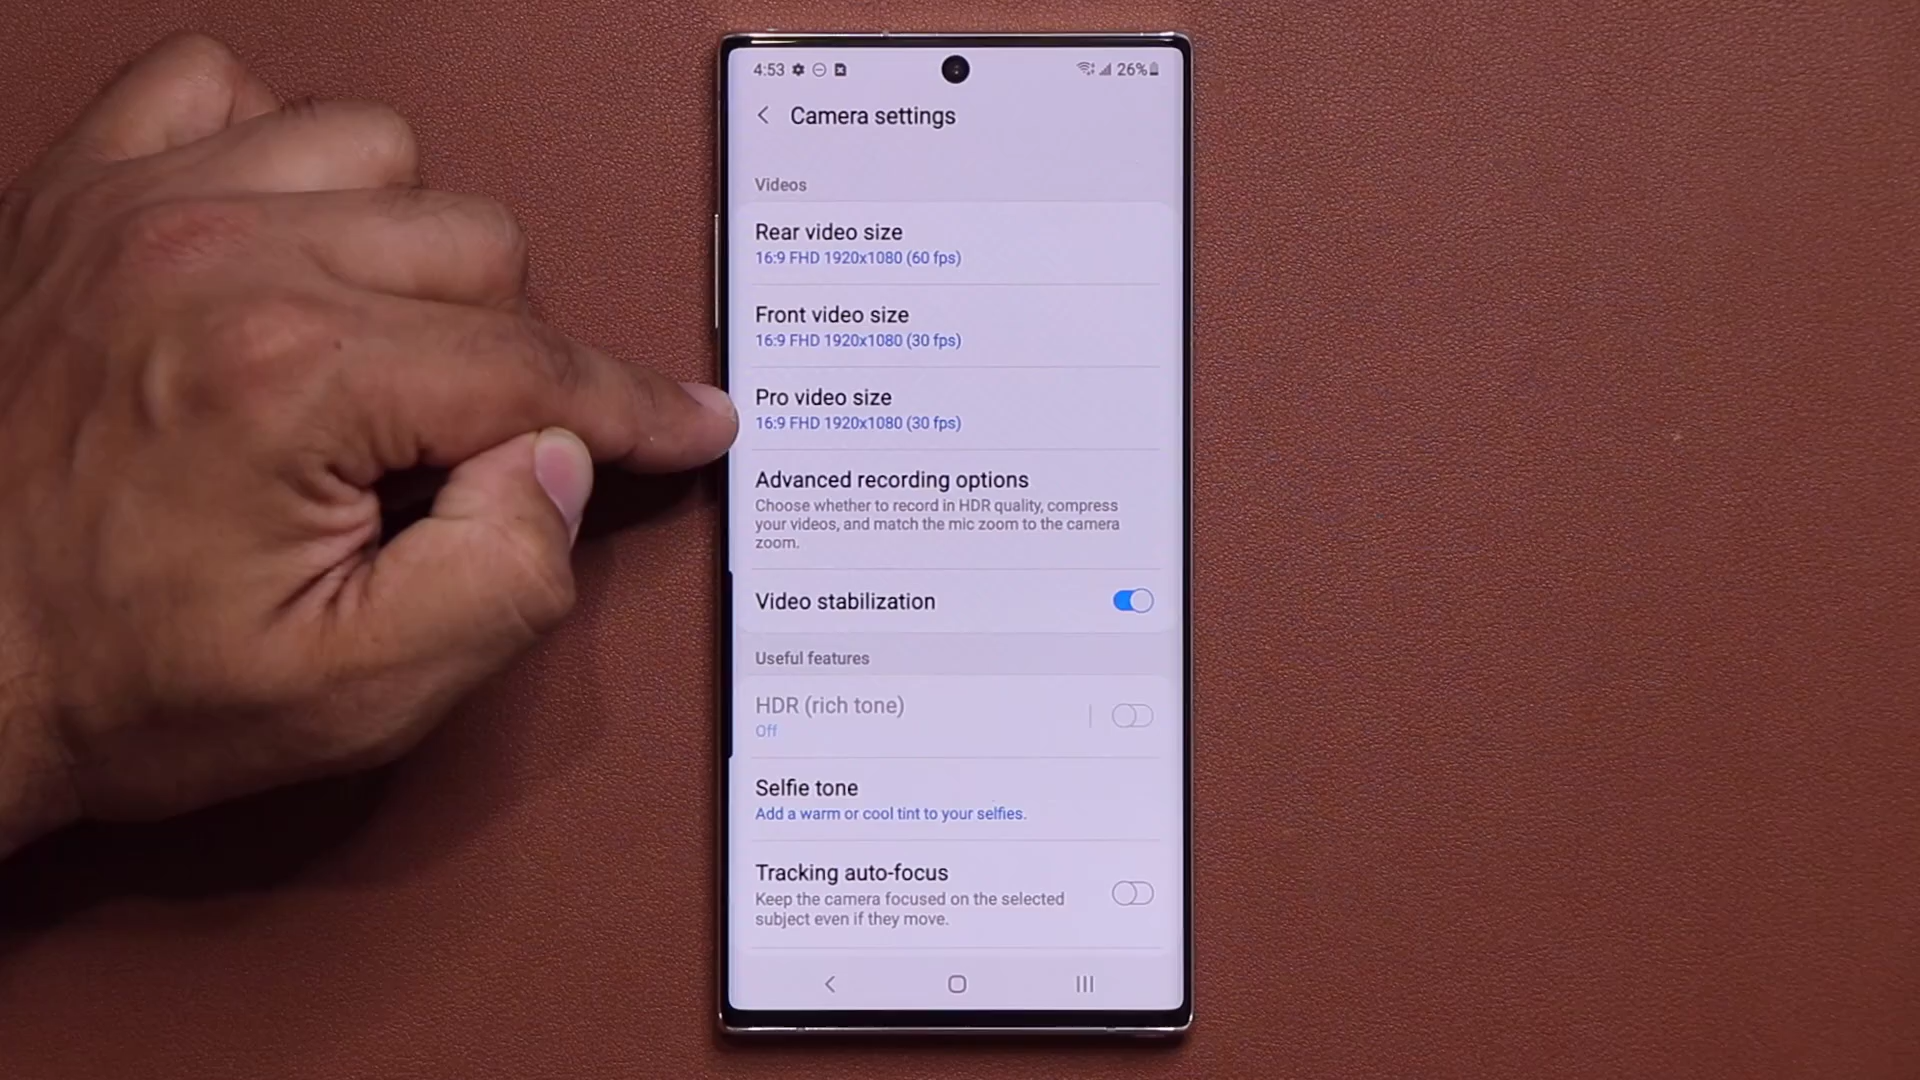 4:53
26%
Camera settings
Videos
Rear video size
16:9 FHD 1920x1080 (60 fps)
Front video size
16:9 FHD 1920x1080 (30 fps)
Pro video size
16:9 FHD 1920x1080 (30 fps)
Advanced recording options
Choose whether to record in HDR quality, compress
your videos, and match the mic zoom to the camera
zoom.
Video stabilization
Useful features
HDR (rich tone)
Off
Selfie tone
Add a warm or cool tint to your selfies.
Tracking auto-focus
Keep the camera focused on the selected
subject even if they move.